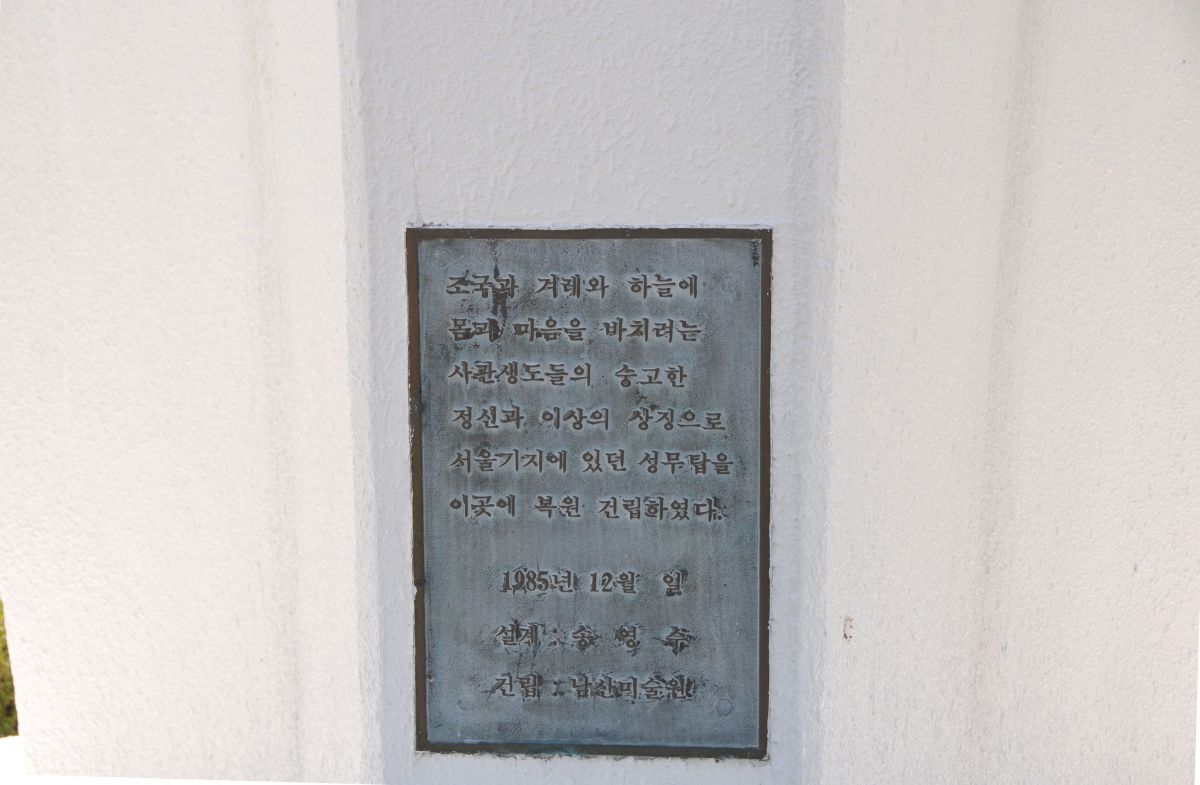 조국과 겨레와 하늘에
몸과 마음을 바치려는
사관생도들의 숭고한
정신과 이상의 상징으로
서울기지에 있던 성무탑을
이곳에 복원 건립하였다.
1985년 12월 일
설계 : 송영수
건립 : 남산미술원